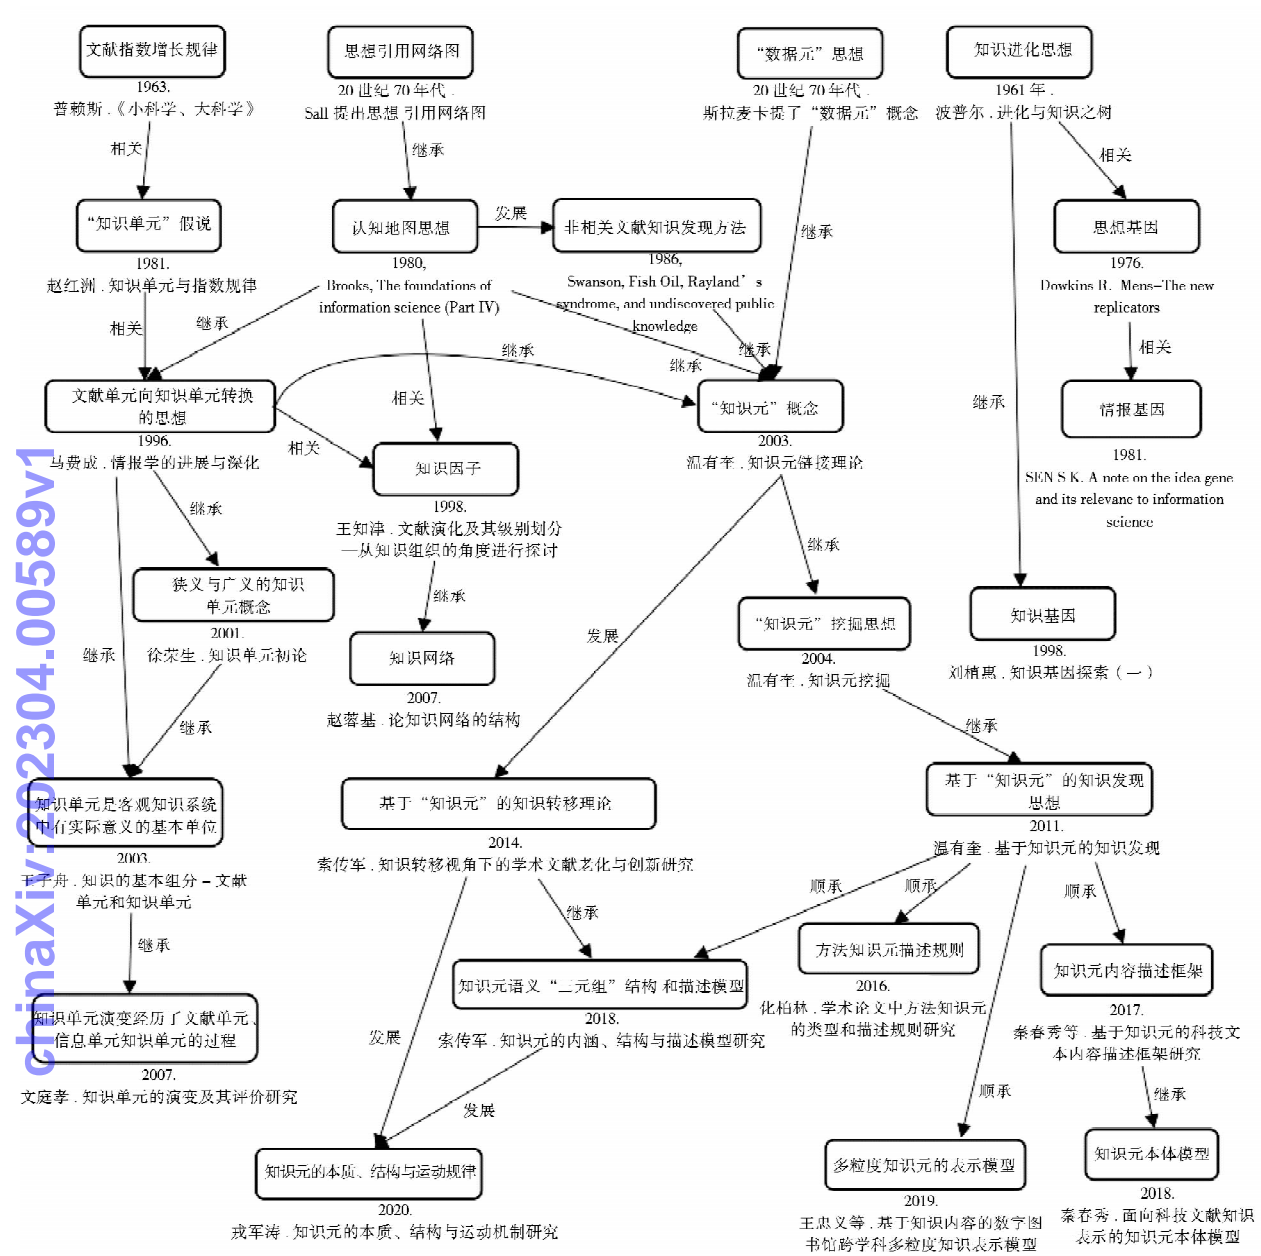 文献指数增长规律
1963.
普赖斯.《小科学、大科学》
相关
“知识单元”假说
1981.
赵红洲.知识单元与指数规律
相关
思想引用网络图
20世纪70年代.
Sall提出思想引用网络图
继承
认知地图思想
1980,
Brooks, The foundations of
information science (Part IV)
发展
非相关文献知识发现方法
1986,
Swanson, Fish Oil, Rayland’s
syndrome, and undiscovered public
knowledge
“数据元”思想
20世纪70年代.
斯拉麦卡提了“数据元”概念
继承
知识进化思想
1961年.
波普尔.进化与知识之树
相关
思想基因
1976.
Dowkins R. Mens-The new
replicators
相关
情报基因
1981.
SEN S K. A note on the idea gene
and its relevanc to information
science
继承
继承
继承
继承
继承
相关
文献单元向知识单元转换
的思想
1996.
马费成.情报学的进展与深化
相关
知识因子
1998.
王知津.文献演化及其级别划分
—从知识组织的角度进行探讨
继承
知识网络
2007.
赵蓉基.论知识网络的结构
“知识元”概念
2003.
温有奎.知识元链接理论
继承
继承
狭义与广义的知识
单元概念
2001.
徐荣生.知识单元初论
继承
继承
“知识元”挖掘思想
2004.
温有奎.知识元挖掘
发展
继承
知识基因
1998.
刘植惠.知识基因探索（一）
继承
知识单元是客观知识系统
中有实际意义的基本单位
2003.
王子舟.知识的基本组分-文献
单元和知识单元
继承
知识单元演变经历了文献单元、
信息单元知识单元的过程
2007.
文庭孝.知识单元的演变及其评价研究
基于“知识元”的知识转移理论
2014.
索传军.知识转移视角下的学术文献老化与创新研究
继承
基于“知识元”的知识发现
思想
2011.
温有奎.基于知识元的知识发现
顺承
顺承
顺承
顺承
知识元语义“三元组”结构和描述模型
2018.
索传军.知识元的内涵、结构与描述模型研究
发展
发展
方法知识元描述规则
2016.
化柏林.学术论文中方法知识元
的类型和描述规则研究
知识元内容描述框架
2017.
秦春秀等.基于知识元的科技文
本内容描述框架研究
继承
知识元的本质、结构与运动规律
2020.
戎军涛.知识元的本质、结构与运动机制研究
多粒度知识元的表示模型
2019.
王忠义等.基于知识内容的数字图
书馆跨学科多粒度知识表示模型
知识元本体模型
2018.
秦春秀.面向科技文献知识
表示的知识元本体模型
chinaXiv:202304.00589v1